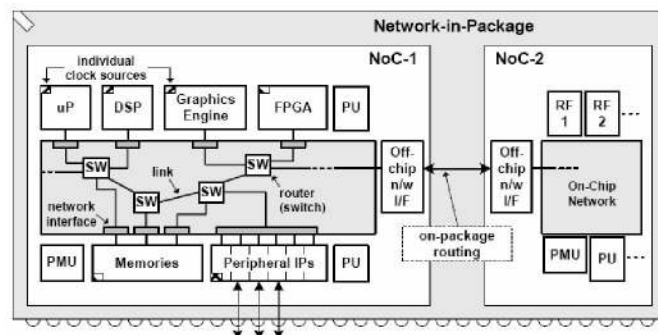 Network-in-Package
NoC-1
NoC-2
individual
clock sources
uP
DSP
Graphics
Engine
FPGA
PU
RF
1
RF
2
SW
SW
SW
SW
link
router
(switch)
network
interface
Off-
chip
n/w
I/F
Off-
chip
n/w
I/F
On-Chip
Network
on-package
routing
PMU
Memories
Peripheral IPs
PU
PMU
PU